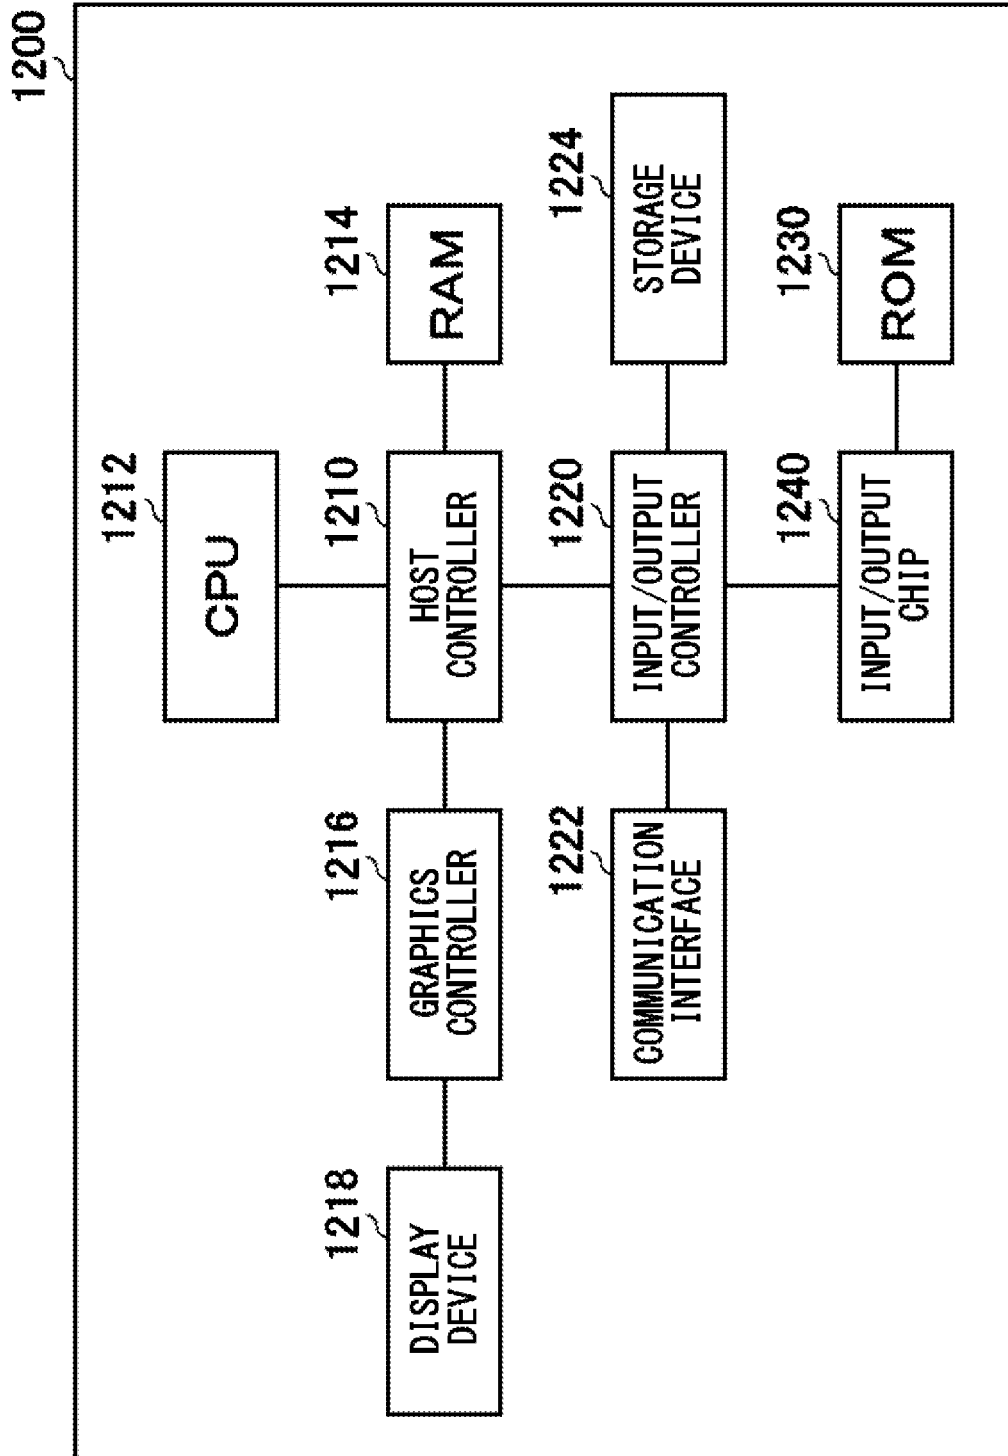 1200
1212
CPU
1218
DISPLAY
DEVICE
1216
GRAPHICS
CONTROLLER
1210
HOST
CONTROLLER
1214
RAM
1222
COMMUNICATION
INTERFACE
1220
INPUT/OUTPUT
CONTROLLER
1224
STORAGE
DEVICE
1240
INPUT/OUTPUT
CHIP
1230
ROM